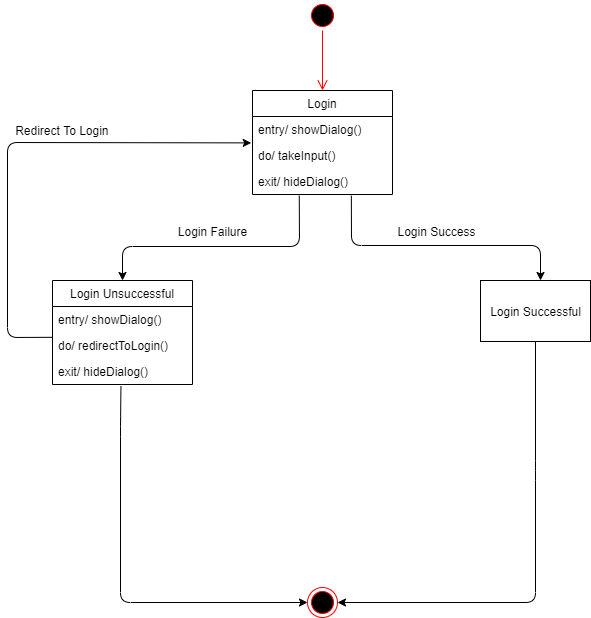 Login
entry/ showDialog()
do/ takeInput()
exit/ hideDialog()
Redirect To Login
Login Failure
Login Success
Login Unsuccessful
entry/ showDialog()
do/ redirectToLogin()
exit/ hideDialog()
Login Successful